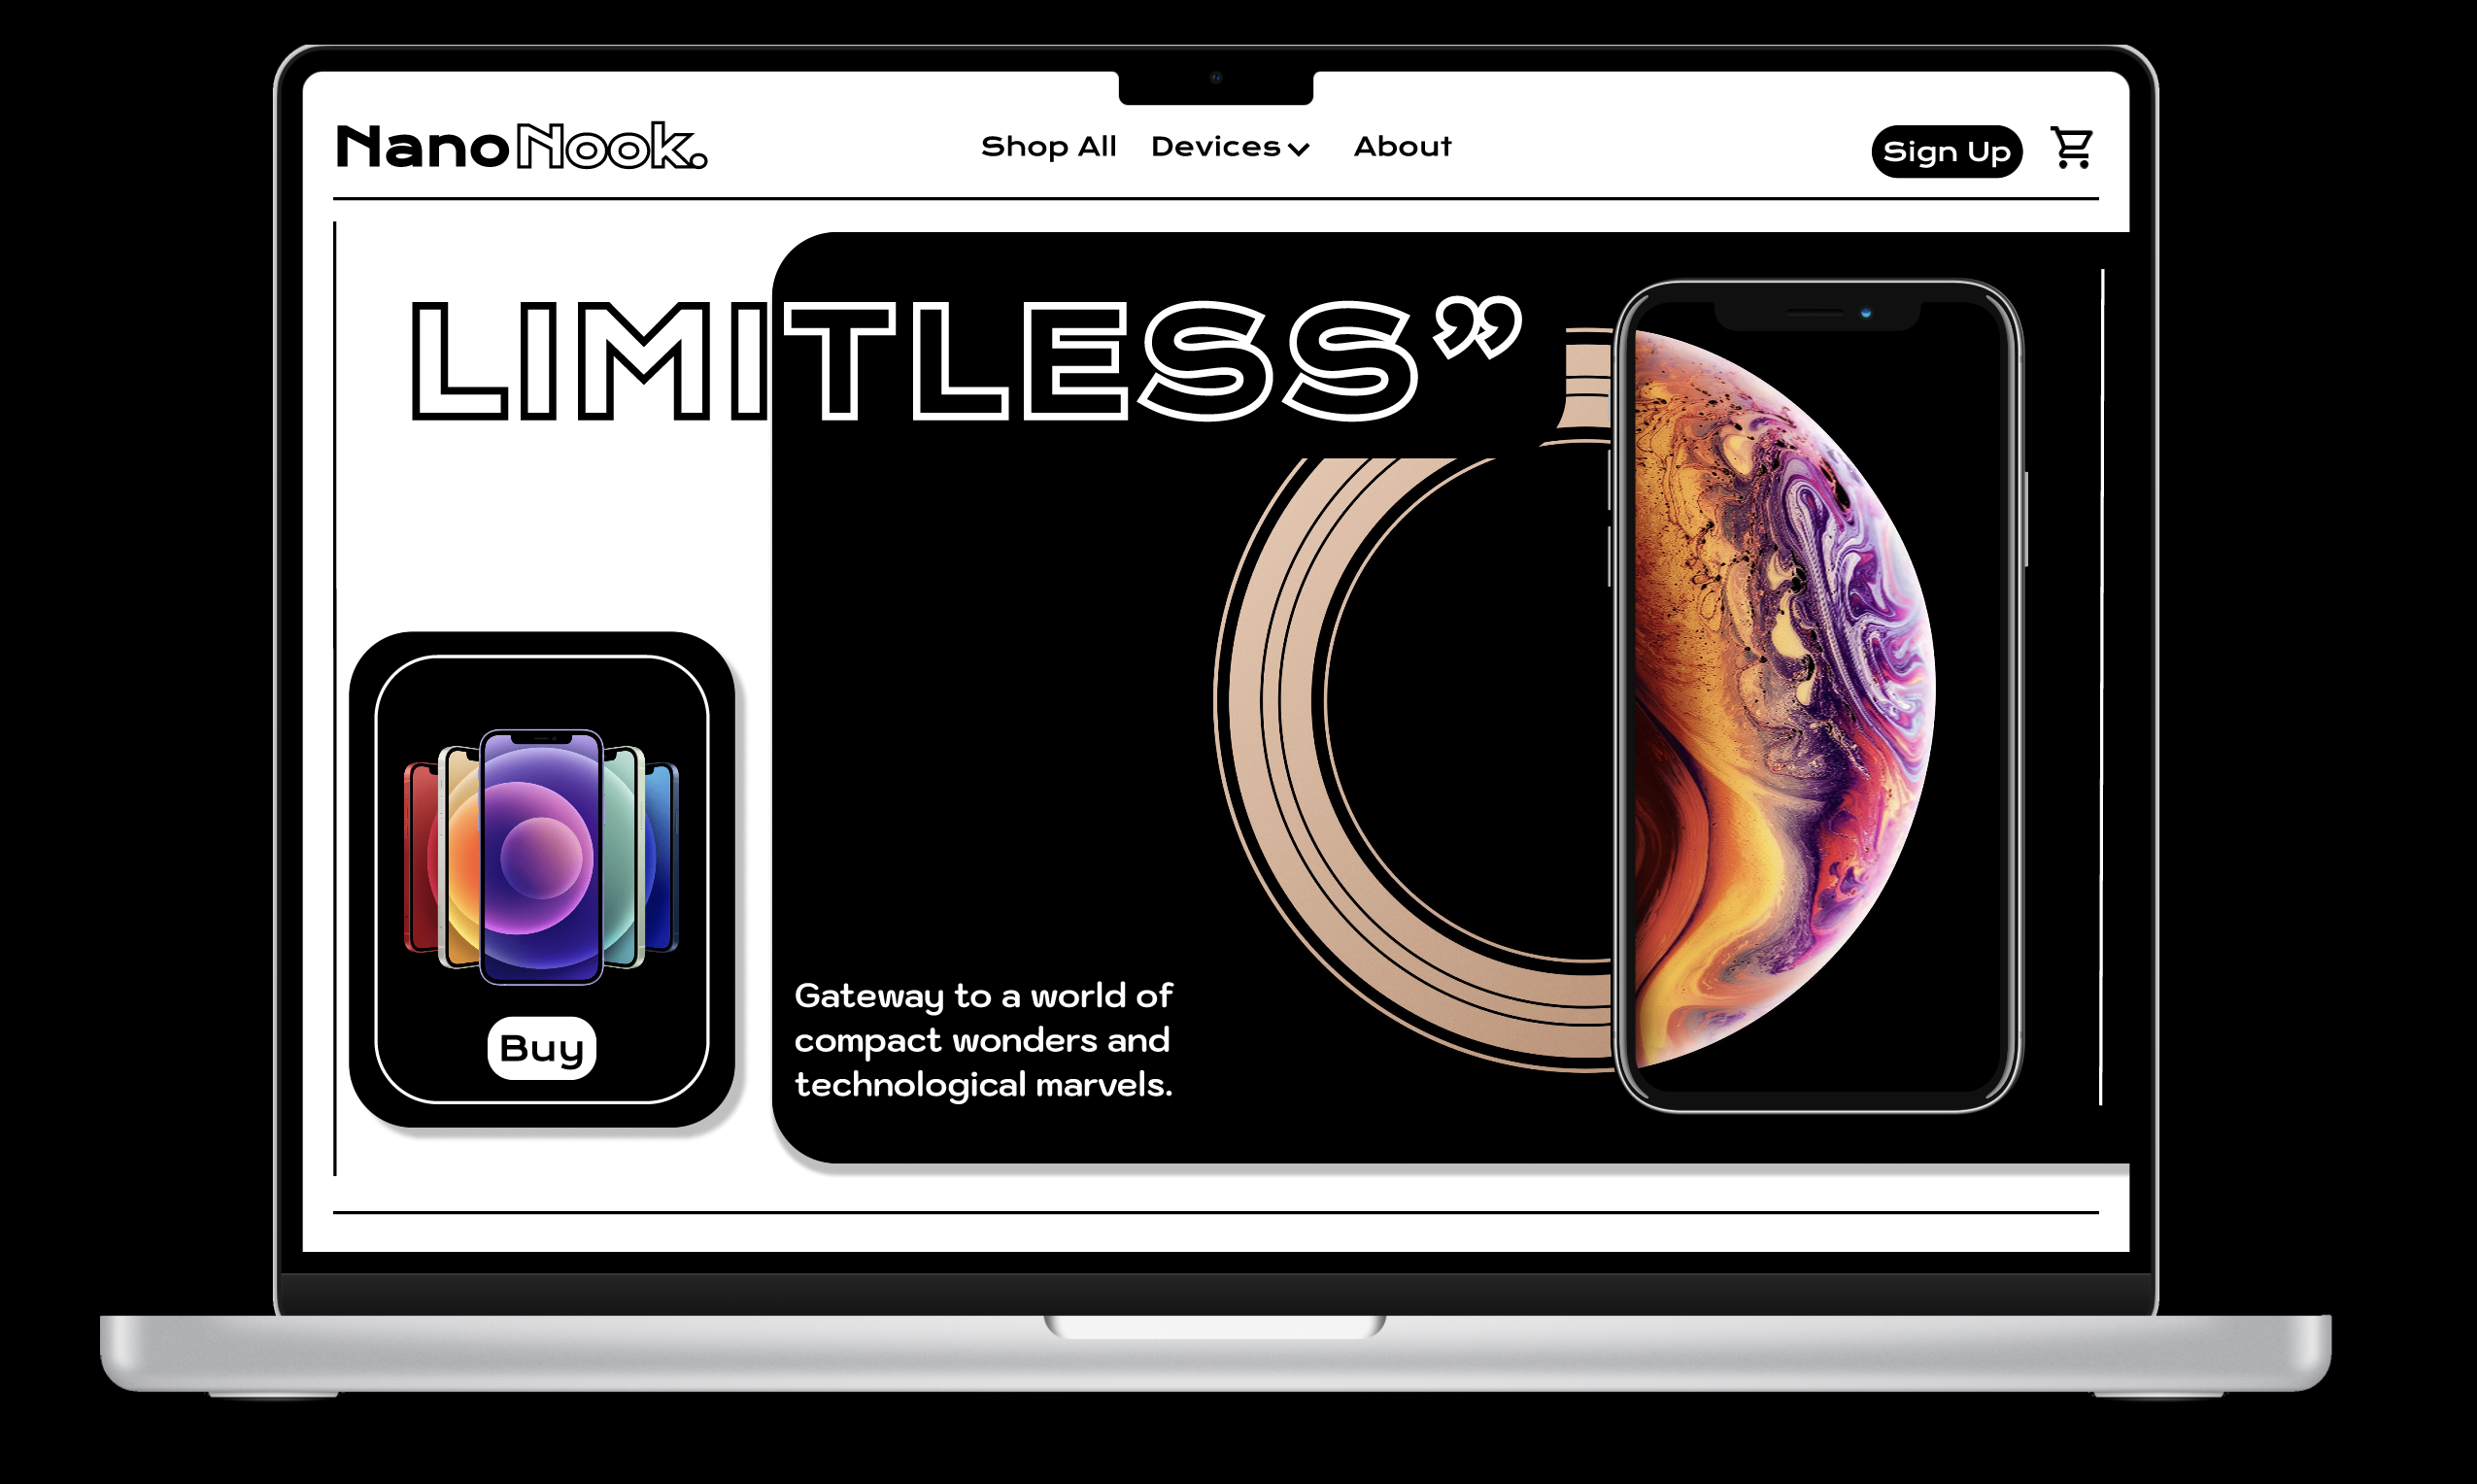 NanoNook.
Shop All Devices About
Sign Up
LIMITLESS”
Buy
Gateway to a world of
compact wonders and
technological marvels.